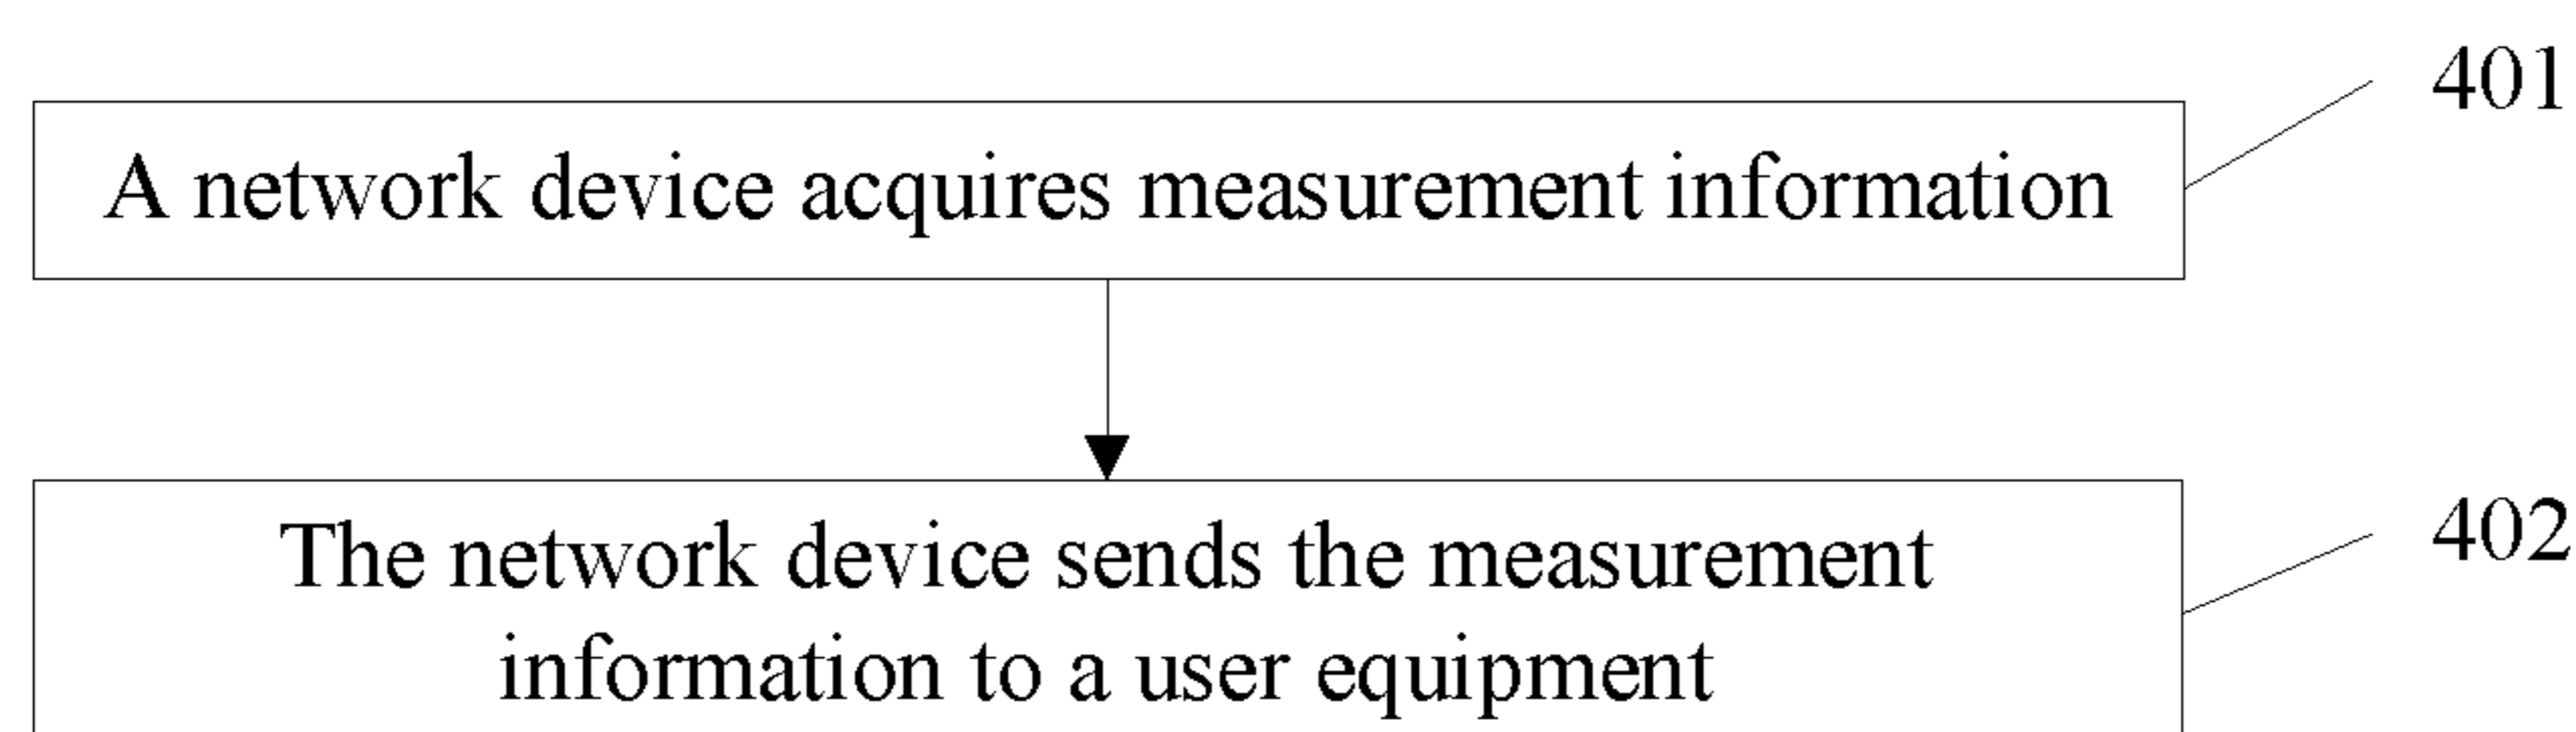 401
A network device acquires measurement information
402
The network device sends the measurement
information to a user equipment